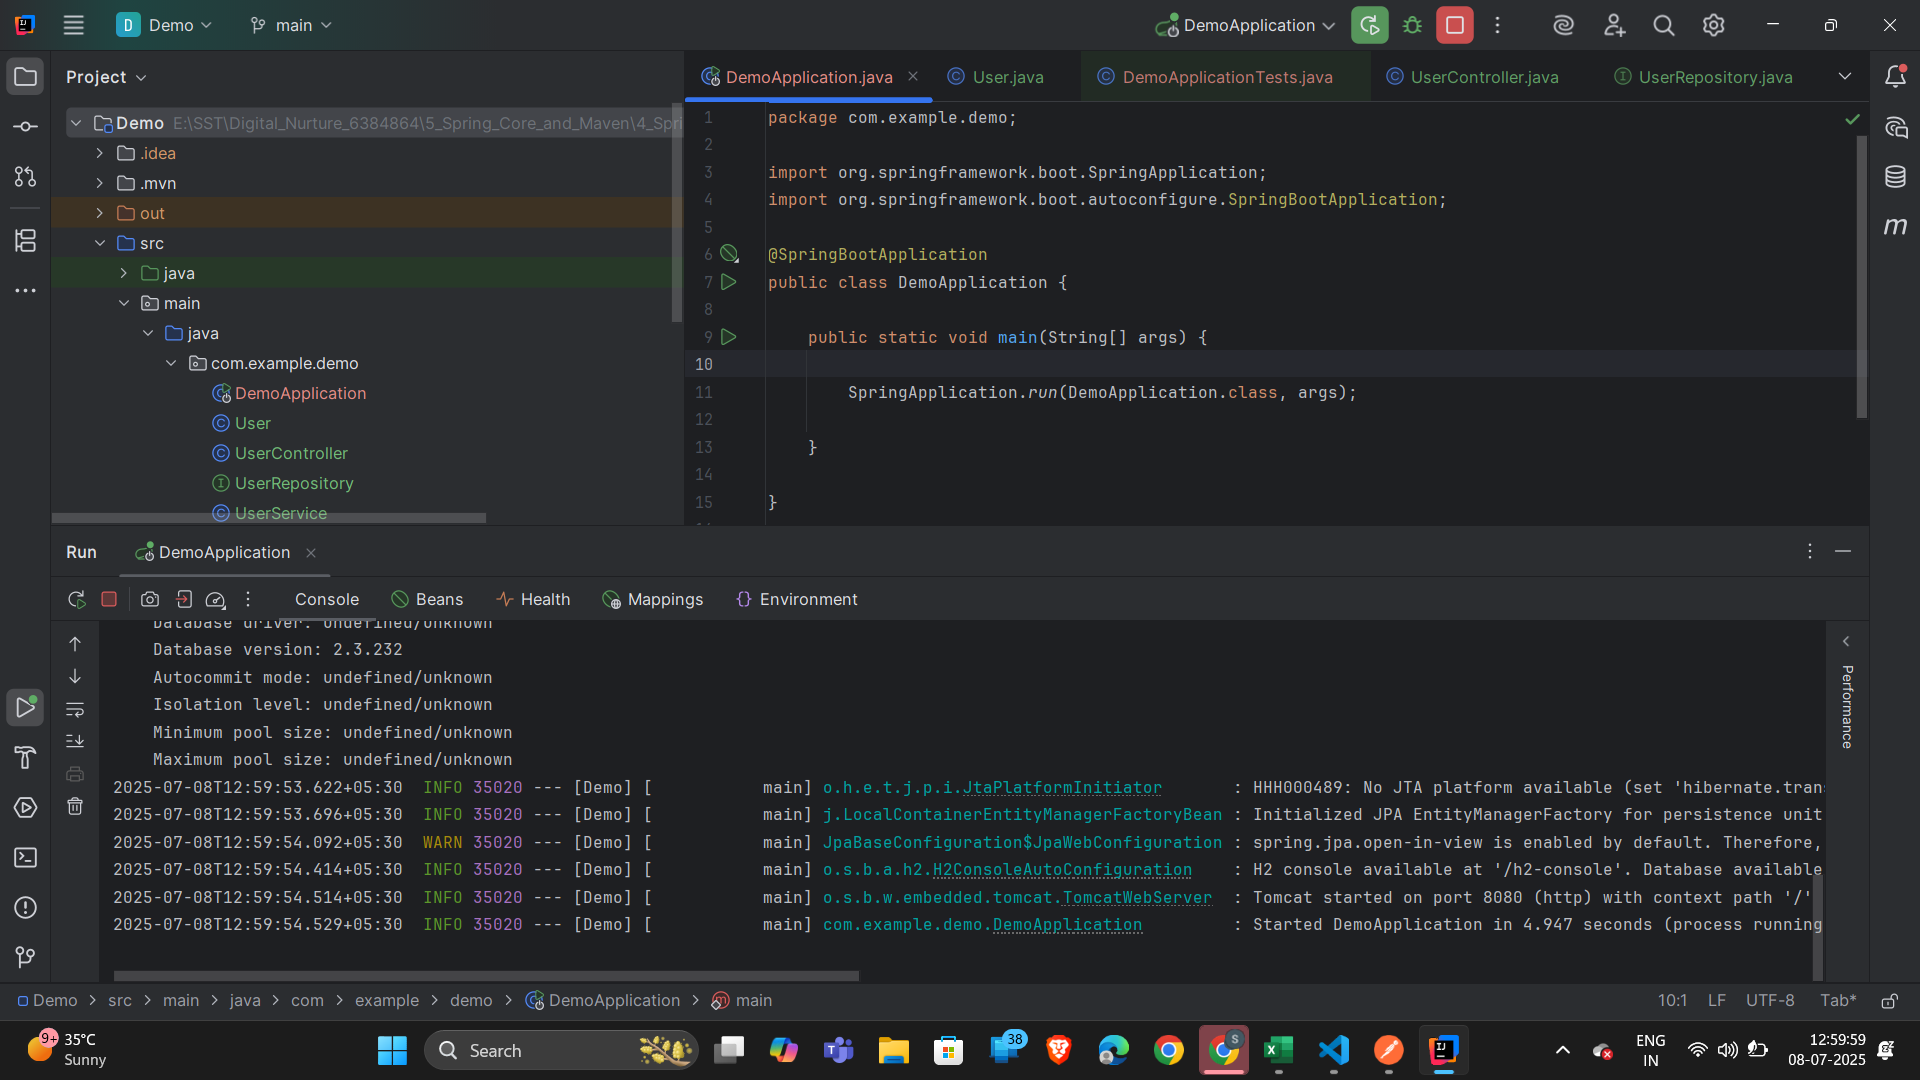 Demo
main
DemoApplication
Project
DemoApplication.java
User.java
DemoApplicationTests.java
UserController.java
UserRepository.java
Demo E:\SST\Digital_Nurture_6384864\5_Spring_Core_and_Maven\4_Spri
.idea
.mvn
out
src
java
main
java
com.example.demo
DemoApplication
User
UserController
UserRepository
UserService
1 package com.example.demo;
2
3 import org.springframework.boot.SpringApplication;
4 import org.springframework.boot.autoconfigure.SpringBootApplication;
5
6 @SpringBootApplication
7 public class DemoApplication {
8
9 public static void main(String[] args) {
10
11 SpringApplication.run(DemoApplication.class, args);
12
13 }
14
15 }
Run DemoApplication
Console Beans Health Mappings Environment
Database driver: undefined/unknown
Database version: 2.3.232
Autocommit mode: undefined/unknown
Isolation level: undefined/unknown
Minimum pool size: undefined/unknown
Maximum pool size: undefined/unknown
2025-07-08T12:59:53.622+05:30 INFO 35020 --- [Demo] [ main] o.h.e.t.j.p.i.JtaPlatformInitiator : HHH000489: No JTA platform available (set 'hibernate.tran
2025-07-08T12:59:53.696+05:30 INFO 35020 --- [Demo] [ main] j.LocalContainerEntityManagerFactoryBean : Initialized JPA EntityManagerFactory for persistence unit
2025-07-08T12:59:54.092+05:30 WARN 35020 --- [Demo] [ main] JpaBaseConfiguration$JpaWebConfiguration : spring.jpa.open-in-view is enabled by default. Therefore,
2025-07-08T12:59:54.414+05:30 INFO 35020 --- [Demo] [ main] o.s.b.a.h2.H2ConsoleAutoConfiguration : H2 console available at '/h2-console'. Database available
2025-07-08T12:59:54.514+05:30 INFO 35020 --- [Demo] [ main] o.s.b.w.embedded.tomcat.TomcatWebServer : Tomcat started on port 8080 (http) with context path '/'
2025-07-08T12:59:54.529+05:30 INFO 35020 --- [Demo] [ main] com.example.demo.DemoApplication : Started DemoApplication in 4.947 seconds (process running
Performance
Demo > src > main > java > com > example > demo > DemoApplication > main
10:1 LF UTF-8 Tab*
9+ 35°C
Sunny
Search
38
ENG
IN
12:59:59
08-07-2025